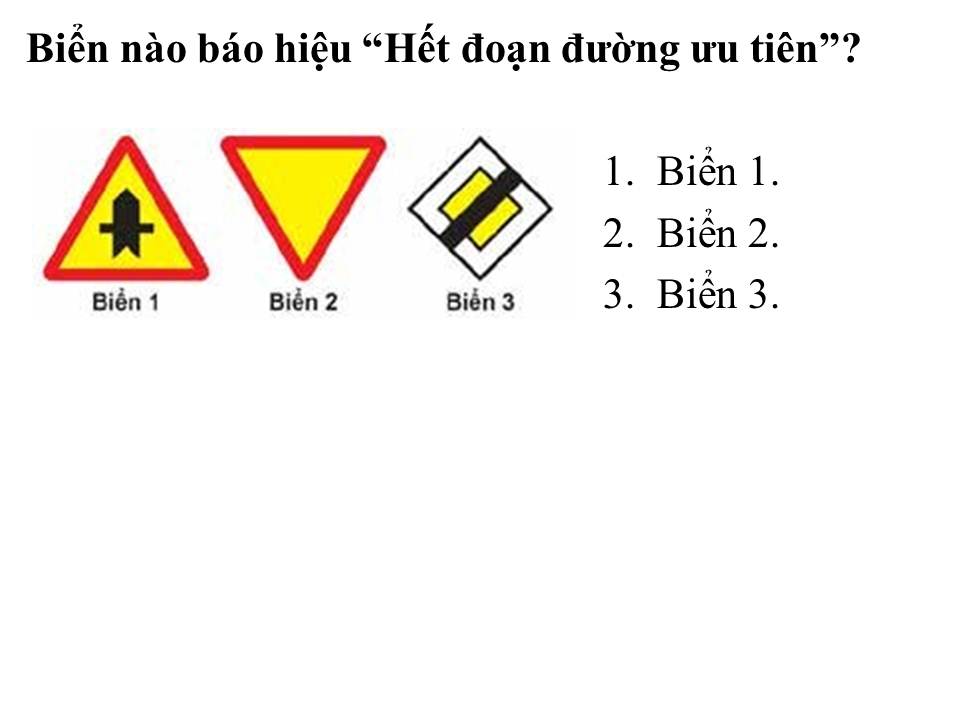 Biển nào báo hiệu “Hết đoạn đường ưu tiên”?
Biển 1
Biển 2
Biển 3
1. Biển 1.
2. Biển 2.
3. Biển 3.